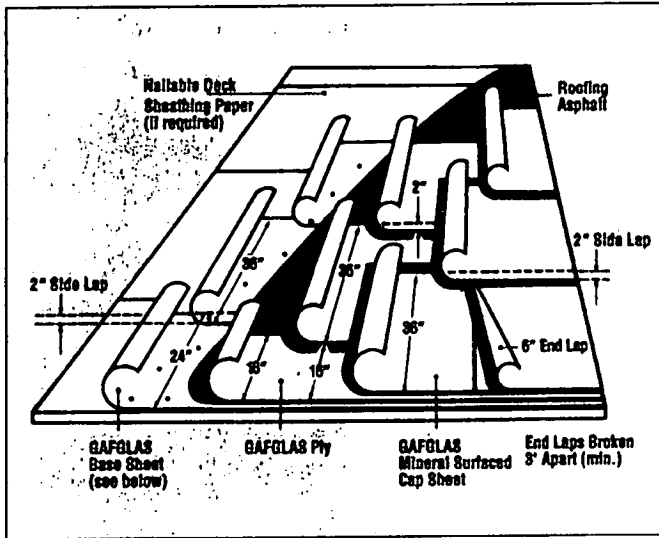 Nailable Deck
Sheathing Paper
(if required)
Roofing
Asphalt
2"
2" Side Lap
36"
36"
2" Side Lap
36"
24"
18"
18"
6" End Lap
GAFGLAS
Base Sheet
(see below)
GAFGLAS Ply
GAFGLAS
Mineral Surfaced
Cap Sheet
End Laps Broken
3' Apart (min.)